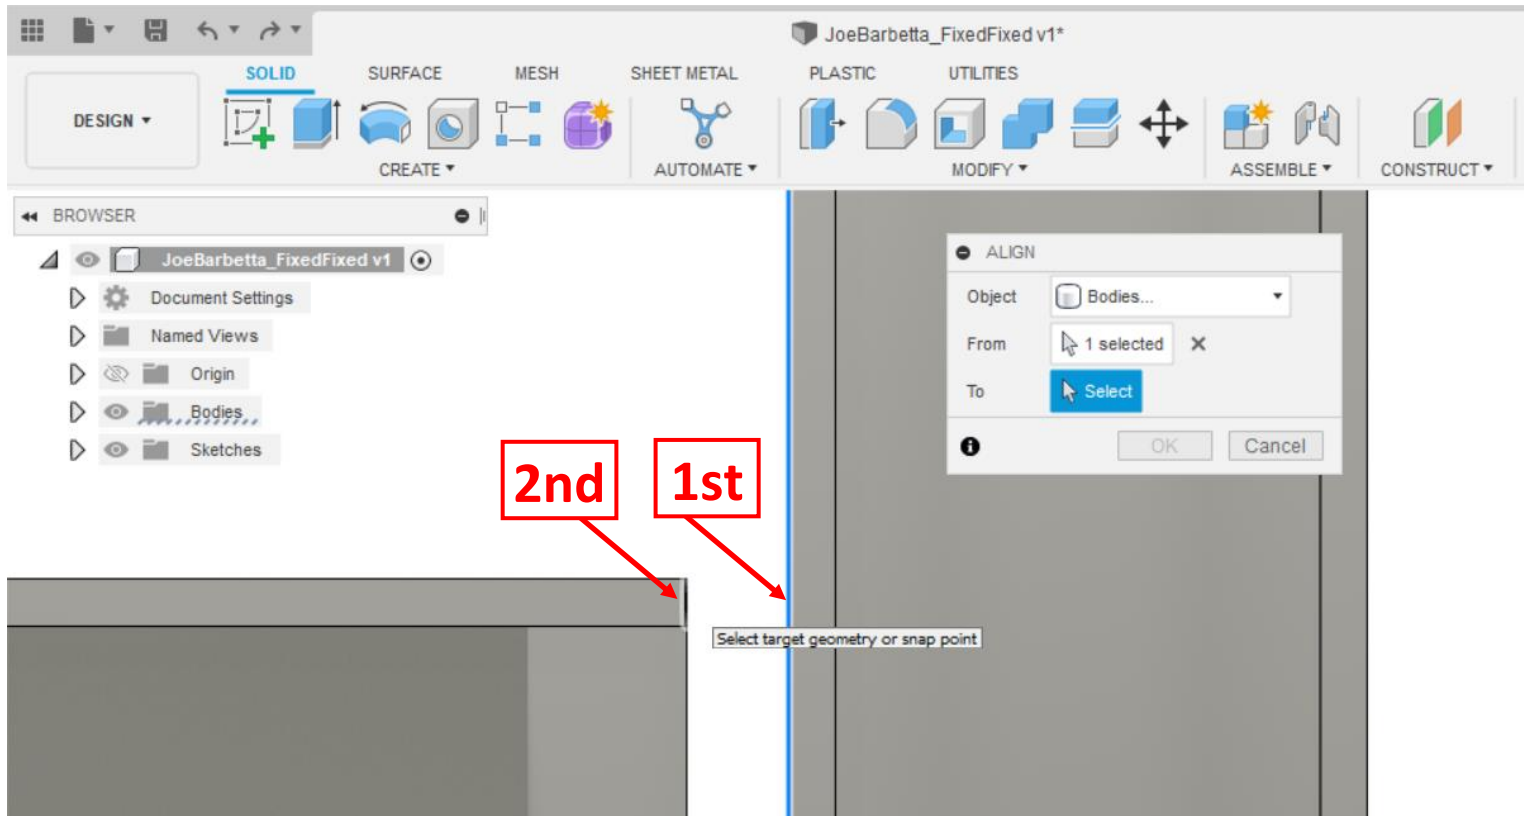 JoeBarbetta_FixedFixed v1*
SOLID SURFACE MESH SHEET METAL PLASTIC UTILITIES
DESIGN
CREATE AUTOMATE MODIFY ASSEMBLE CONSTRUCT
BROWSER
JoeBarbetta_FixedFixed v1
Document Settings
Named Views
Origin
Bodies
Sketches
ALIGN
Object Bodies...
From 1 selected
To Select
OK Cancel
2nd 1st
Select target geometry or snap point